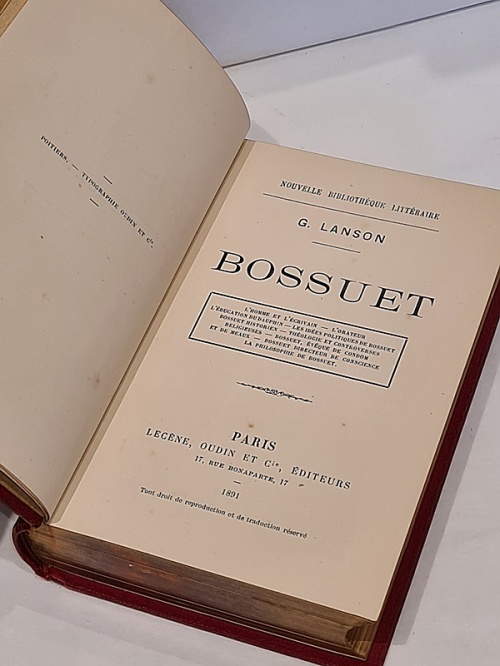 POITIERS. — TYPOGRAPHIE OUDIN ET Cie.
NOUVELLE BIBLIOTHÈQUE LITTÉRAIRE
G. LANSON
BOSSUET
L'HOMME ET L'ÉCRIVAIN — L'ORATEUR
L'ÉDUCATION DU DAUPHIN — LES IDÉES POLITIQUES DE BOSSUET
BOSSUET HISTORIEN — THÉOLOGIE ET CONTROVERSES
RELIGIEUSES — BOSSUET, ÉVÊQUE DE CONDOM
ET DE MEAUX — BOSSUET DIRECTEUR DE CONSCIENCE
LA PHILOSOPHIE DE BOSSUET.
PARIS
LECÈNE, OUDIN ET Cie, ÉDITEURS
17, RUE BONAPARTE, 17
1891
Tout droit de reproduction et de traduction réservé